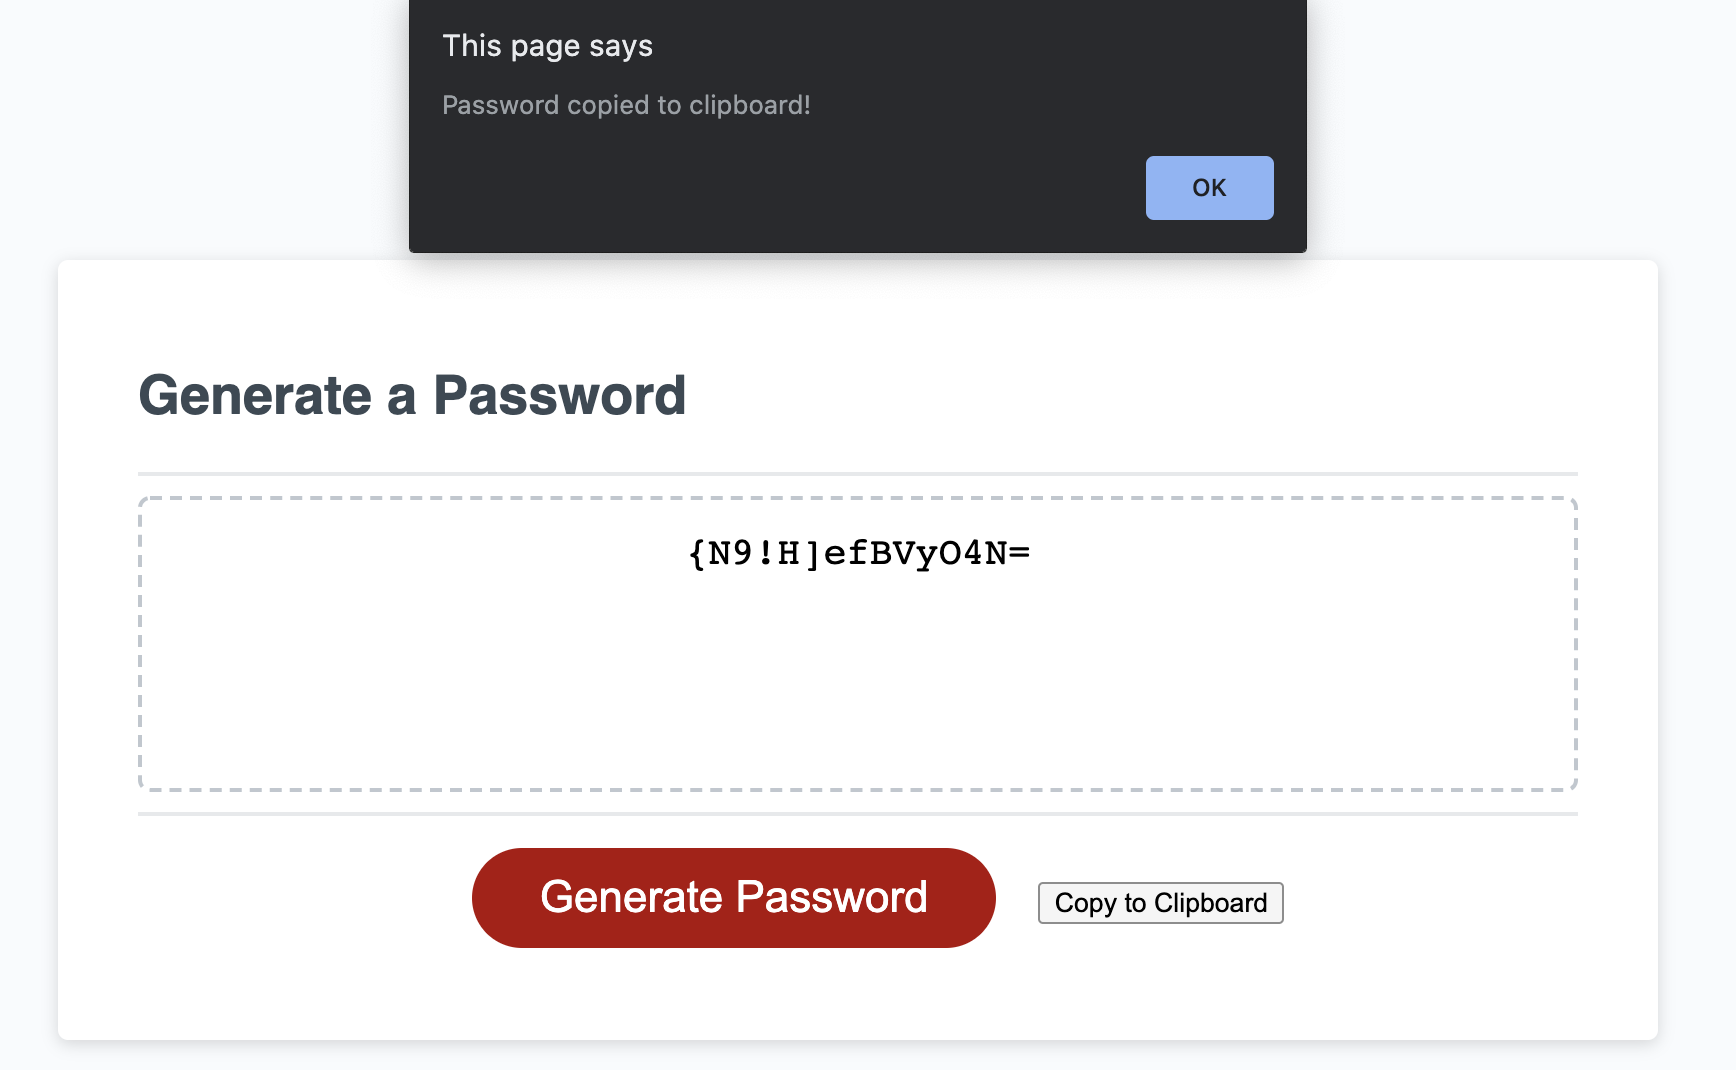 This page says
Password copied to clipboard!
OK
Generate a Password
{N9!H]efBVyO4N=
Generate Password
Copy to Clipboard